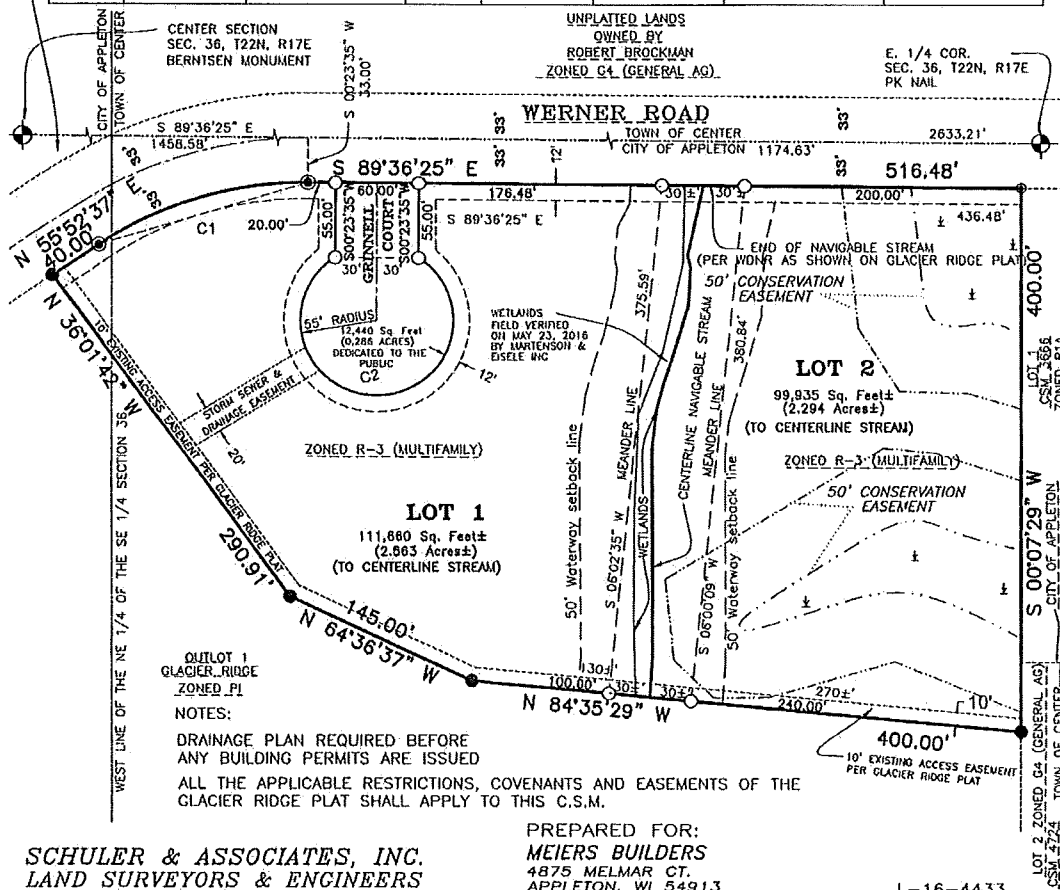 CENTER SECTION
SEC. 36, T22N, R17E
BERNTSEN MONUMENT
CITY OF APPLETON
TOWN OF CENTER
S 00°23'35" W
33.00'
UNPLATTED LANDS
OWNED BY
ROBERT BROCKMAN
ZONED G4 (GENERAL AG)
E. 1/4 COR.
SEC. 36, T22N, R17E
PK NAIL
WERNER ROAD
S 89°36'25" E
1458.58'
33'
33'
TOWN OF CENTER
CITY OF APPLETON
1174.63'
33'
33'
2633.21'
33'
33'
12'
S 89°36'25" E
516.48'
60.00'
176.48'
30'±
30'±
200.00'
N 55°52'37" E
40.00'
C1
20.00'
55.00'
S00°23'35"W
GRINNELL
COURT
S00°23'35"W
55.00'
30'
30'
S 89°36'25" E
436.48'
END OF NAVIGABLE STREAM
(PER WDNR AS SHOWN ON GLACIER RIDGE PLAT)
50' CONSERVATION
EASEMENT
400.00'
55' RADIUS
12,440 Sq. Feet
(0.286 ACRES)
DEDICATED TO THE
PUBLIC
C2
12'
WETLANDS
FIELD VERIFIED
ON MAY 23, 2016
BY MARTENSON &
EISELE INC
375.59'
380.84'
N 36°01'42" W
290.91'
10' EXISTING ACCESS EASEMENT PER GLACIER RIDGE PLAT
STORM SEWER &
DRAINAGE EASEMENT
20'
ZONED R-3 (MULTIFAMILY)
LOT 1
111,660 Sq. Feet±
(2.563 Acres±)
(TO CENTERLINE STREAM)
50' Waterway setback line
S 06°02'35" W
MEANDER LINE
WETLANDS
CENTERLINE NAVIGABLE STREAM
S 06°00'09" W
MEANDER LINE
50' Waterway setback line
LOT 2
99,935 Sq. Feet±
(2.294 Acres±)
(TO CENTERLINE STREAM)
ZONED R-3 (MULTIFAMILY)
50' CONSERVATION
EASEMENT
S 00°07'29" W
LOT 1
CSM 3666
ZONED R1A
CITY OF APPLETON
TOWN OF CENTER
LOT 2 ZONED G4 (GENERAL AG)
CSM 4724
WEST LINE OF THE NE 1/4 OF THE SE 1/4 SECTION 36
145.00'
N 64°36'37" W
OUTLOT 1
GLACIER RIDGE
ZONED PI
130±'
100.00'
30'±
30'±
270±'
240.00'
10'
N 84°35'29" W
400.00'
10' EXISTING ACCESS EASEMENT
PER GLACIER RIDGE PLAT
NOTES:
DRAINAGE PLAN REQUIRED BEFORE
ANY BUILDING PERMITS ARE ISSUED
ALL THE APPLICABLE RESTRICTIONS, COVENANTS AND EASEMENTS OF THE
GLACIER RIDGE PLAT SHALL APPLY TO THIS C.S.M.
SCHULER & ASSOCIATES, INC.
LAND SURVEYORS & ENGINEERS
PREPARED FOR:
MEIERS BUILDERS
4875 MELMAR CT.
APPLETON, WI 54913
L-16-4433